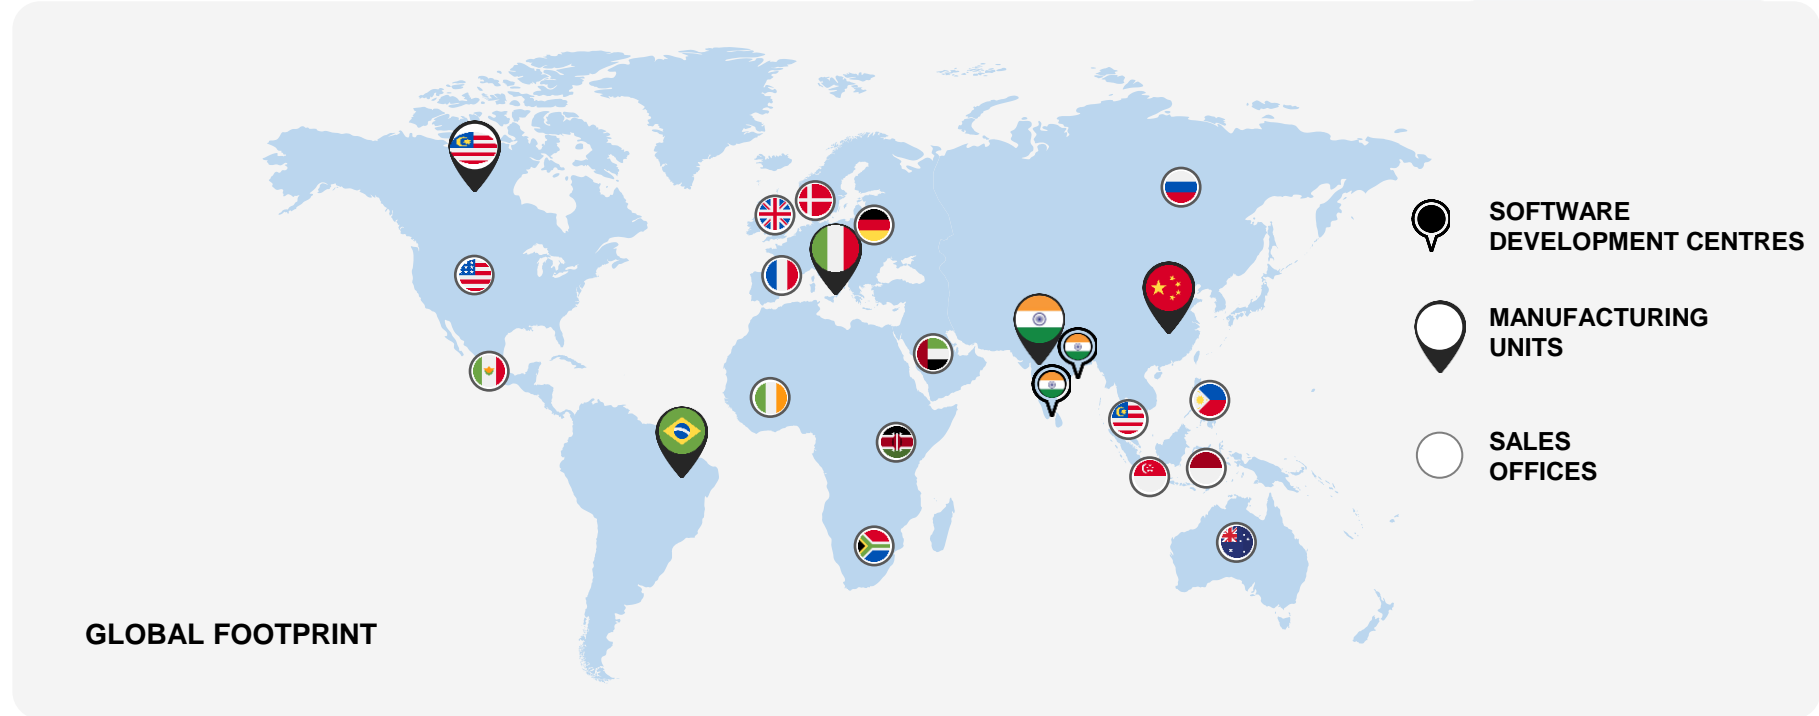 SOFTWARE
DEVELOPMENT CENTRES
MANUFACTURING
UNITS
SALES
OFFICES
GLOBAL FOOTPRINT